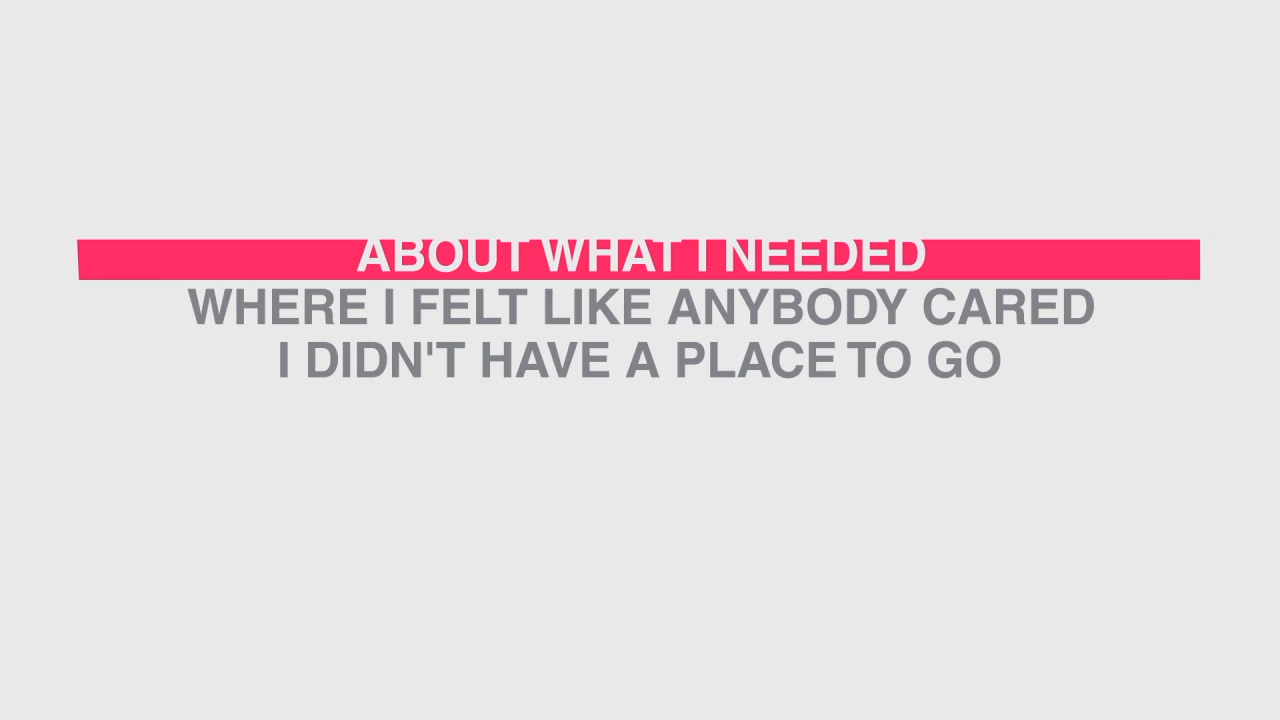 ABOUT WHAT I NEEDED
WHERE I FELT LIKE ANYBODY CARED
I DIDN'T HAVE A PLACE TO GO